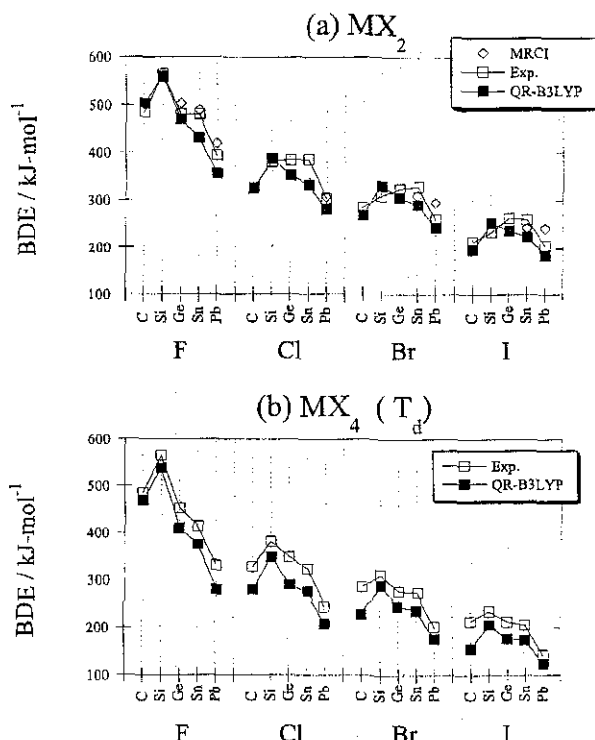 (a) MX₂
MRCI
Exp.
QR-B3LYP
BDE / kJ-mol⁻¹
600
500
400
300
200
100
C Si Ge Sn Pb C Si Ge Sn Pb C Si Ge Sn Pb C Si Ge Sn Pb
F Cl Br I
(b) MX₄ ( T_d )
Exp.
QR-B3LYP
BDE / kJ-mol⁻¹
600
500
400
300
200
100
C Si Ge Sn Pb C Si Ge Sn Pb C Si Ge Sn Pb C Si Ge Sn Pb
F Cl Br I